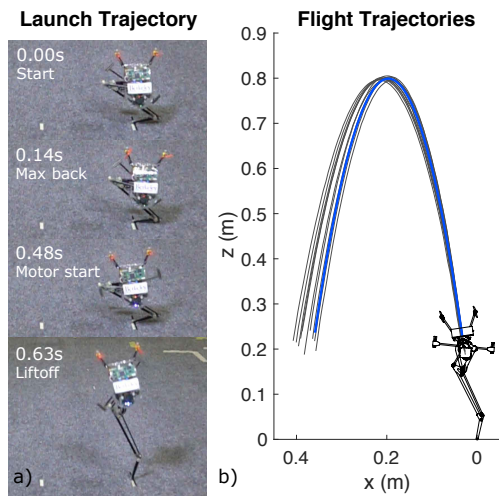 Launch Trajectory
0.00s
Start
0.14s
Max back
0.48s
Motor start
0.63s
Liftoff
a)
Flight Trajectories
0.9
0.8
0.7
0.6
0.5
0.4
0.3
0.2
0.1
0
z (m)
0.4
0.2
0
x (m)
b)